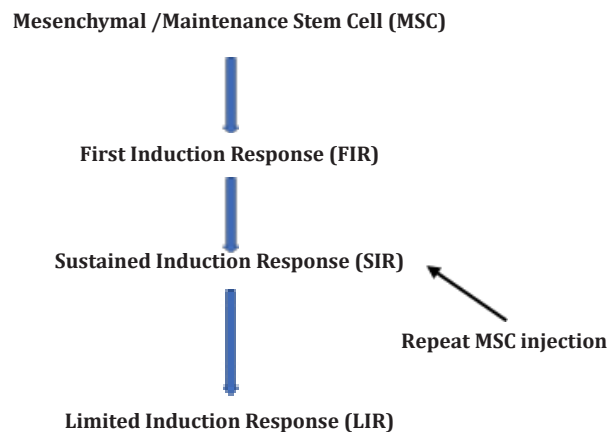 Mesenchymal /Maintenance Stem Cell (MSC)
First Induction Response (FIR)
Sustained Induction Response (SIR)
Repeat MSC injection
Limited Induction Response (LIR)